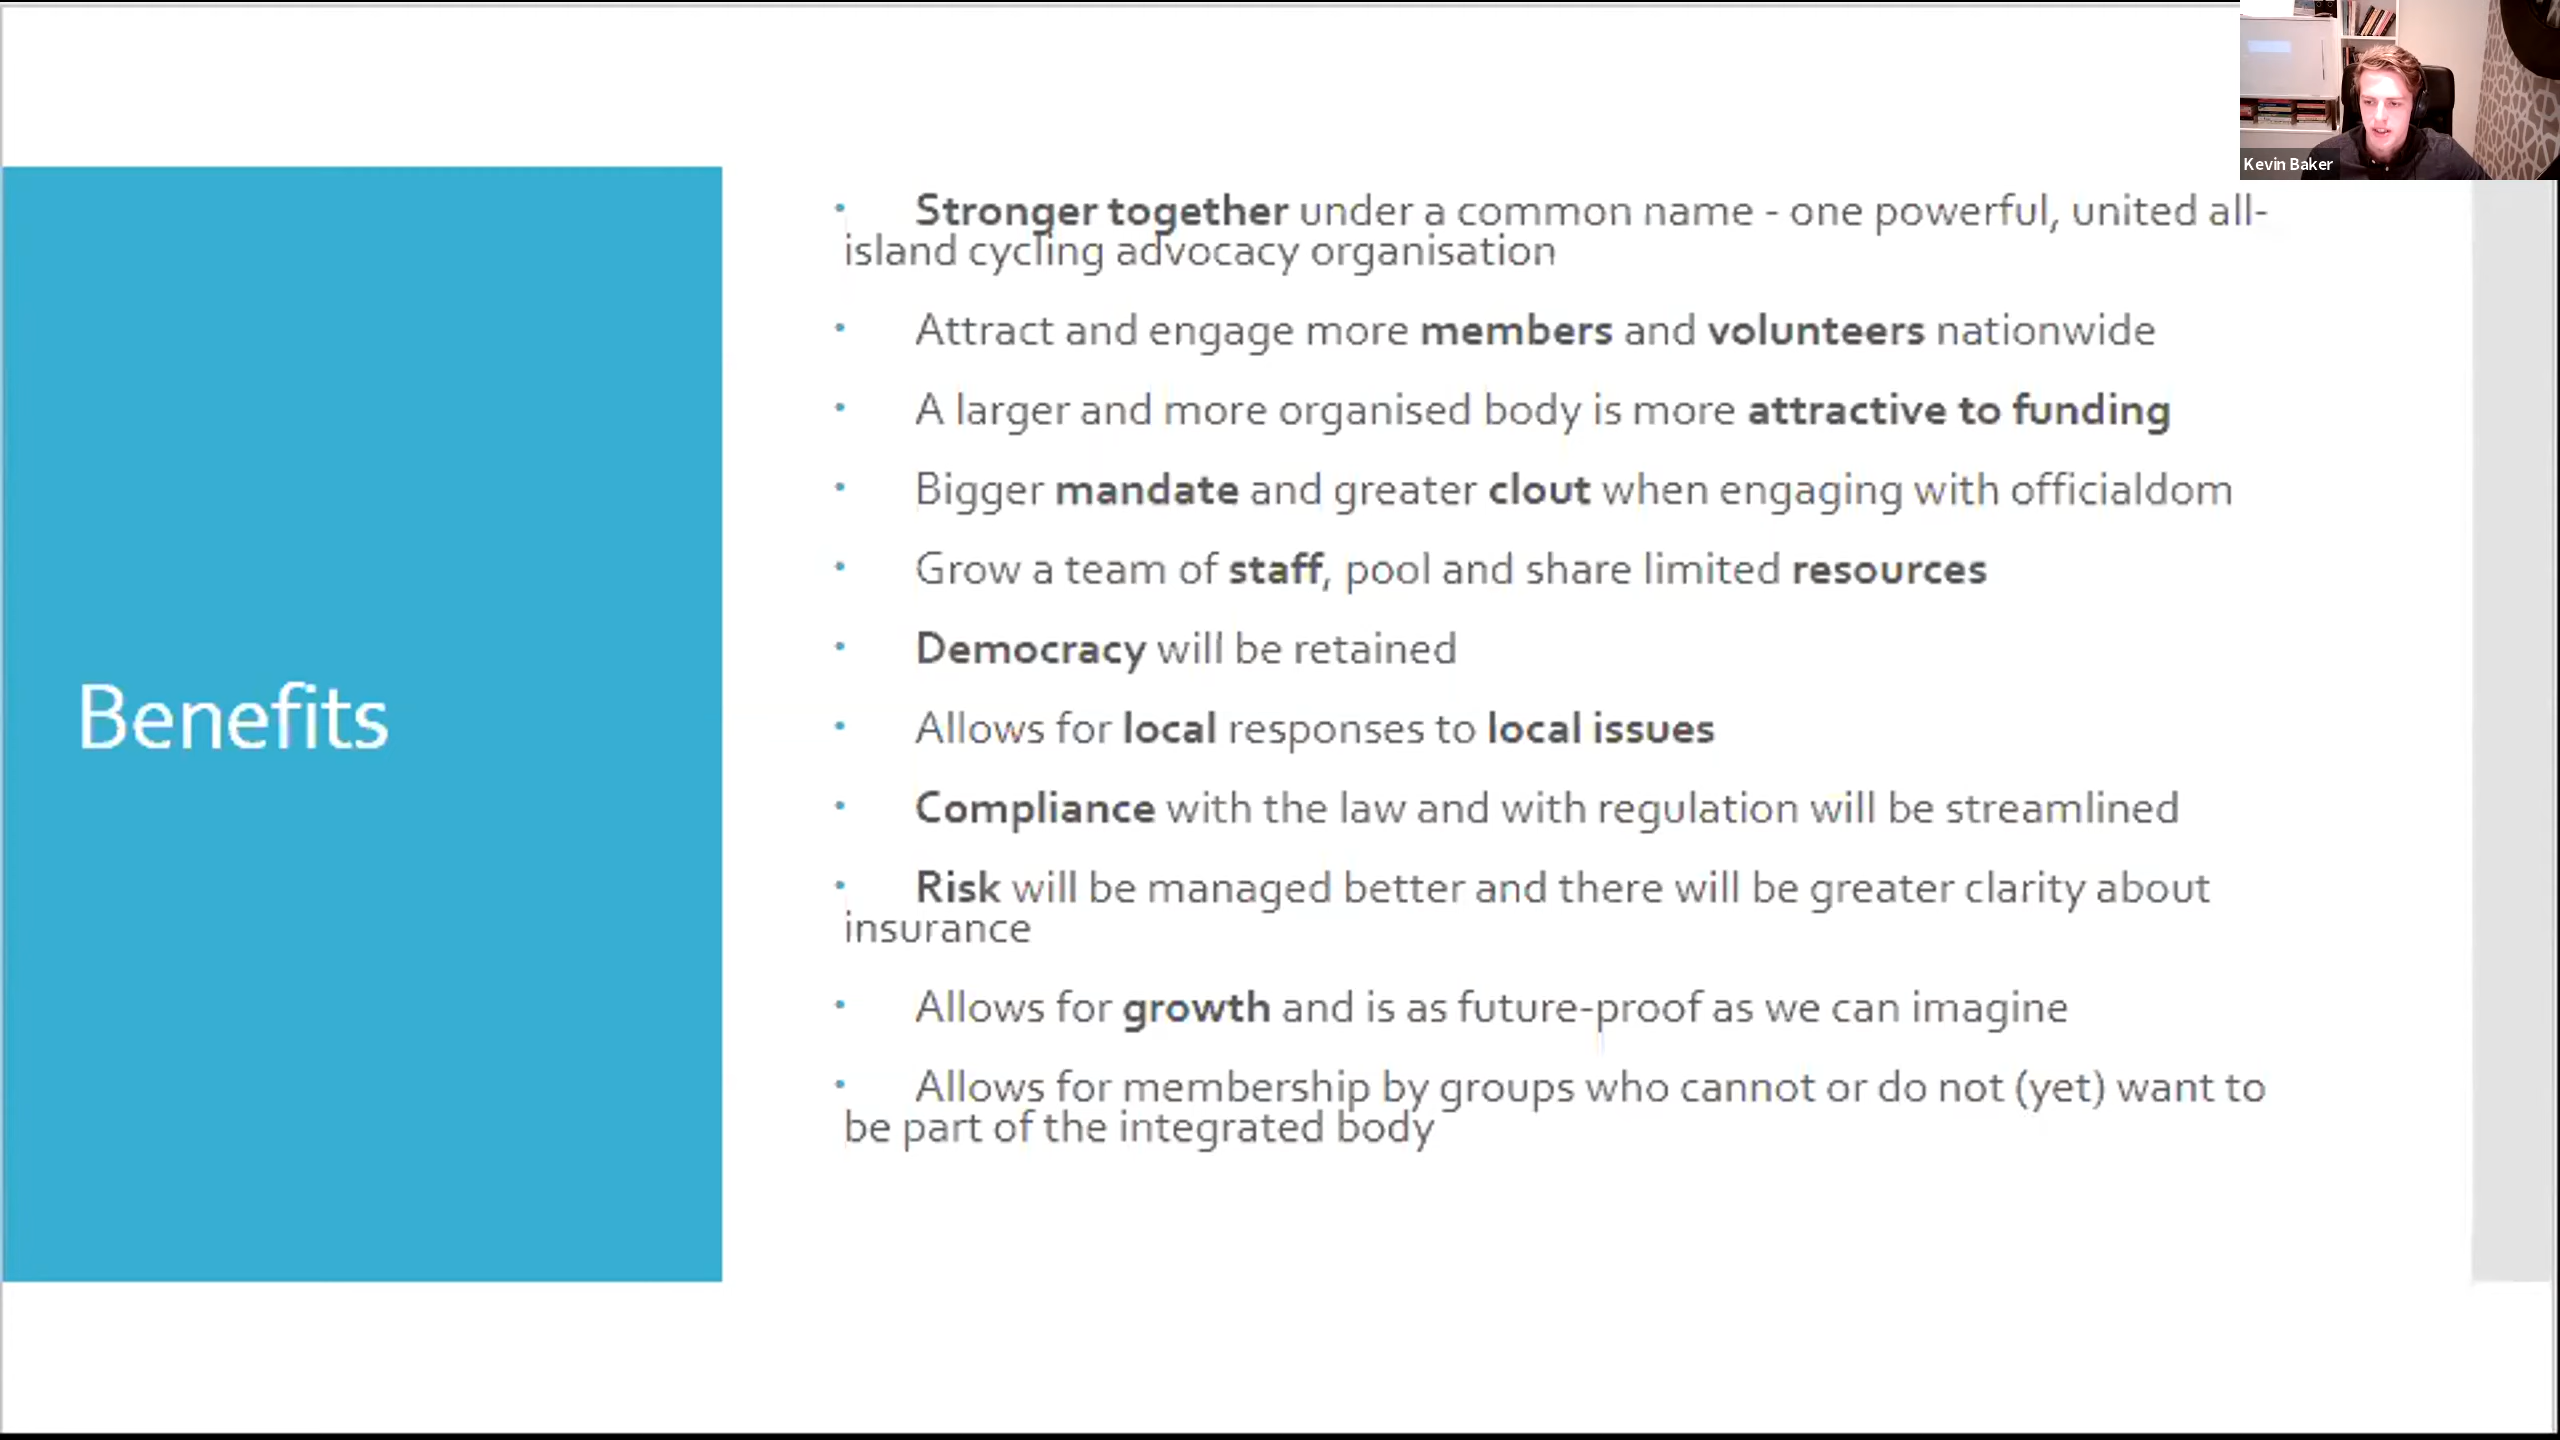 Kevin Baker
Benefits
• Stronger together under a common name - one powerful, united all-
island cycling advocacy organisation
• Attract and engage more members and volunteers nationwide
• A larger and more organised body is more attractive to funding
• Bigger mandate and greater clout when engaging with officialdom
• Grow a team of staff, pool and share limited resources
• Democracy will be retained
• Allows for local responses to local issues
• Compliance with the law and with regulation will be streamlined
• Risk will be managed better and there will be greater clarity about
insurance
• Allows for growth and is as future-proof as we can imagine
• Allows for membership by groups who cannot or do not (yet) want to
be part of the integrated body